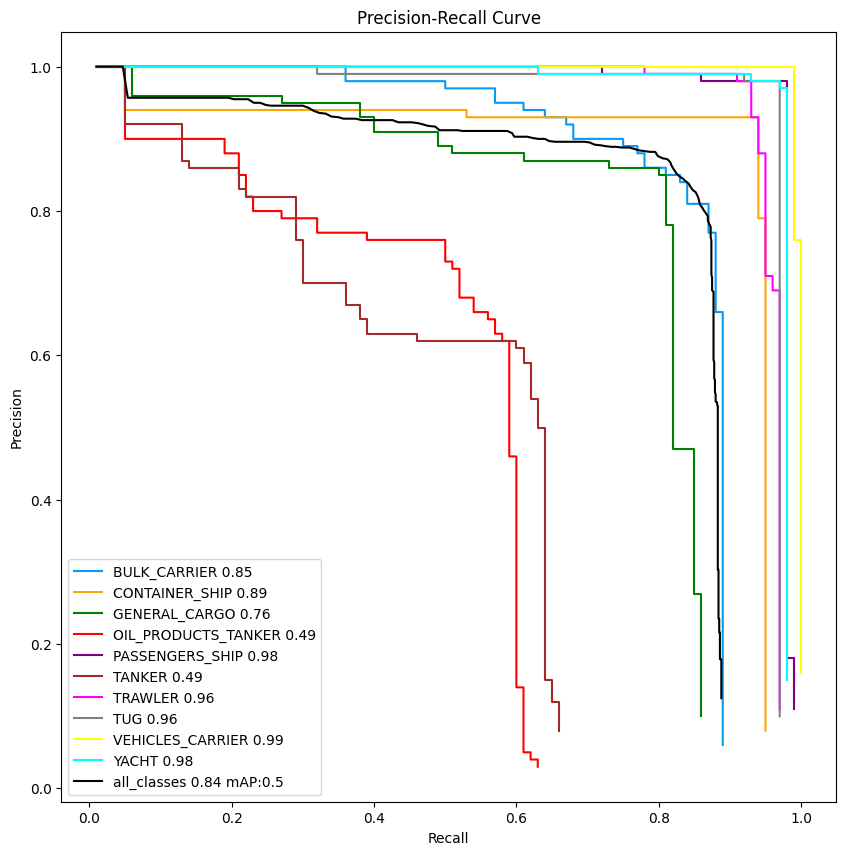 Precision-Recall Curve
Precision
1.0
0.8
0.6
0.4
0.2
0.0
BULK_CARRIER 0.85
CONTAINER_SHIP 0.89
GENERAL_CARGO 0.76
OIL_PRODUCTS_TANKER 0.49
PASSENGERS_SHIP 0.98
TANKER 0.49
TRAWLER 0.96
TUG 0.96
VEHICLES_CARRIER 0.99
YACHT 0.98
all_classes 0.84 mAP:0.5
0.0 0.2 0.4 0.6 0.8 1.0
Recall